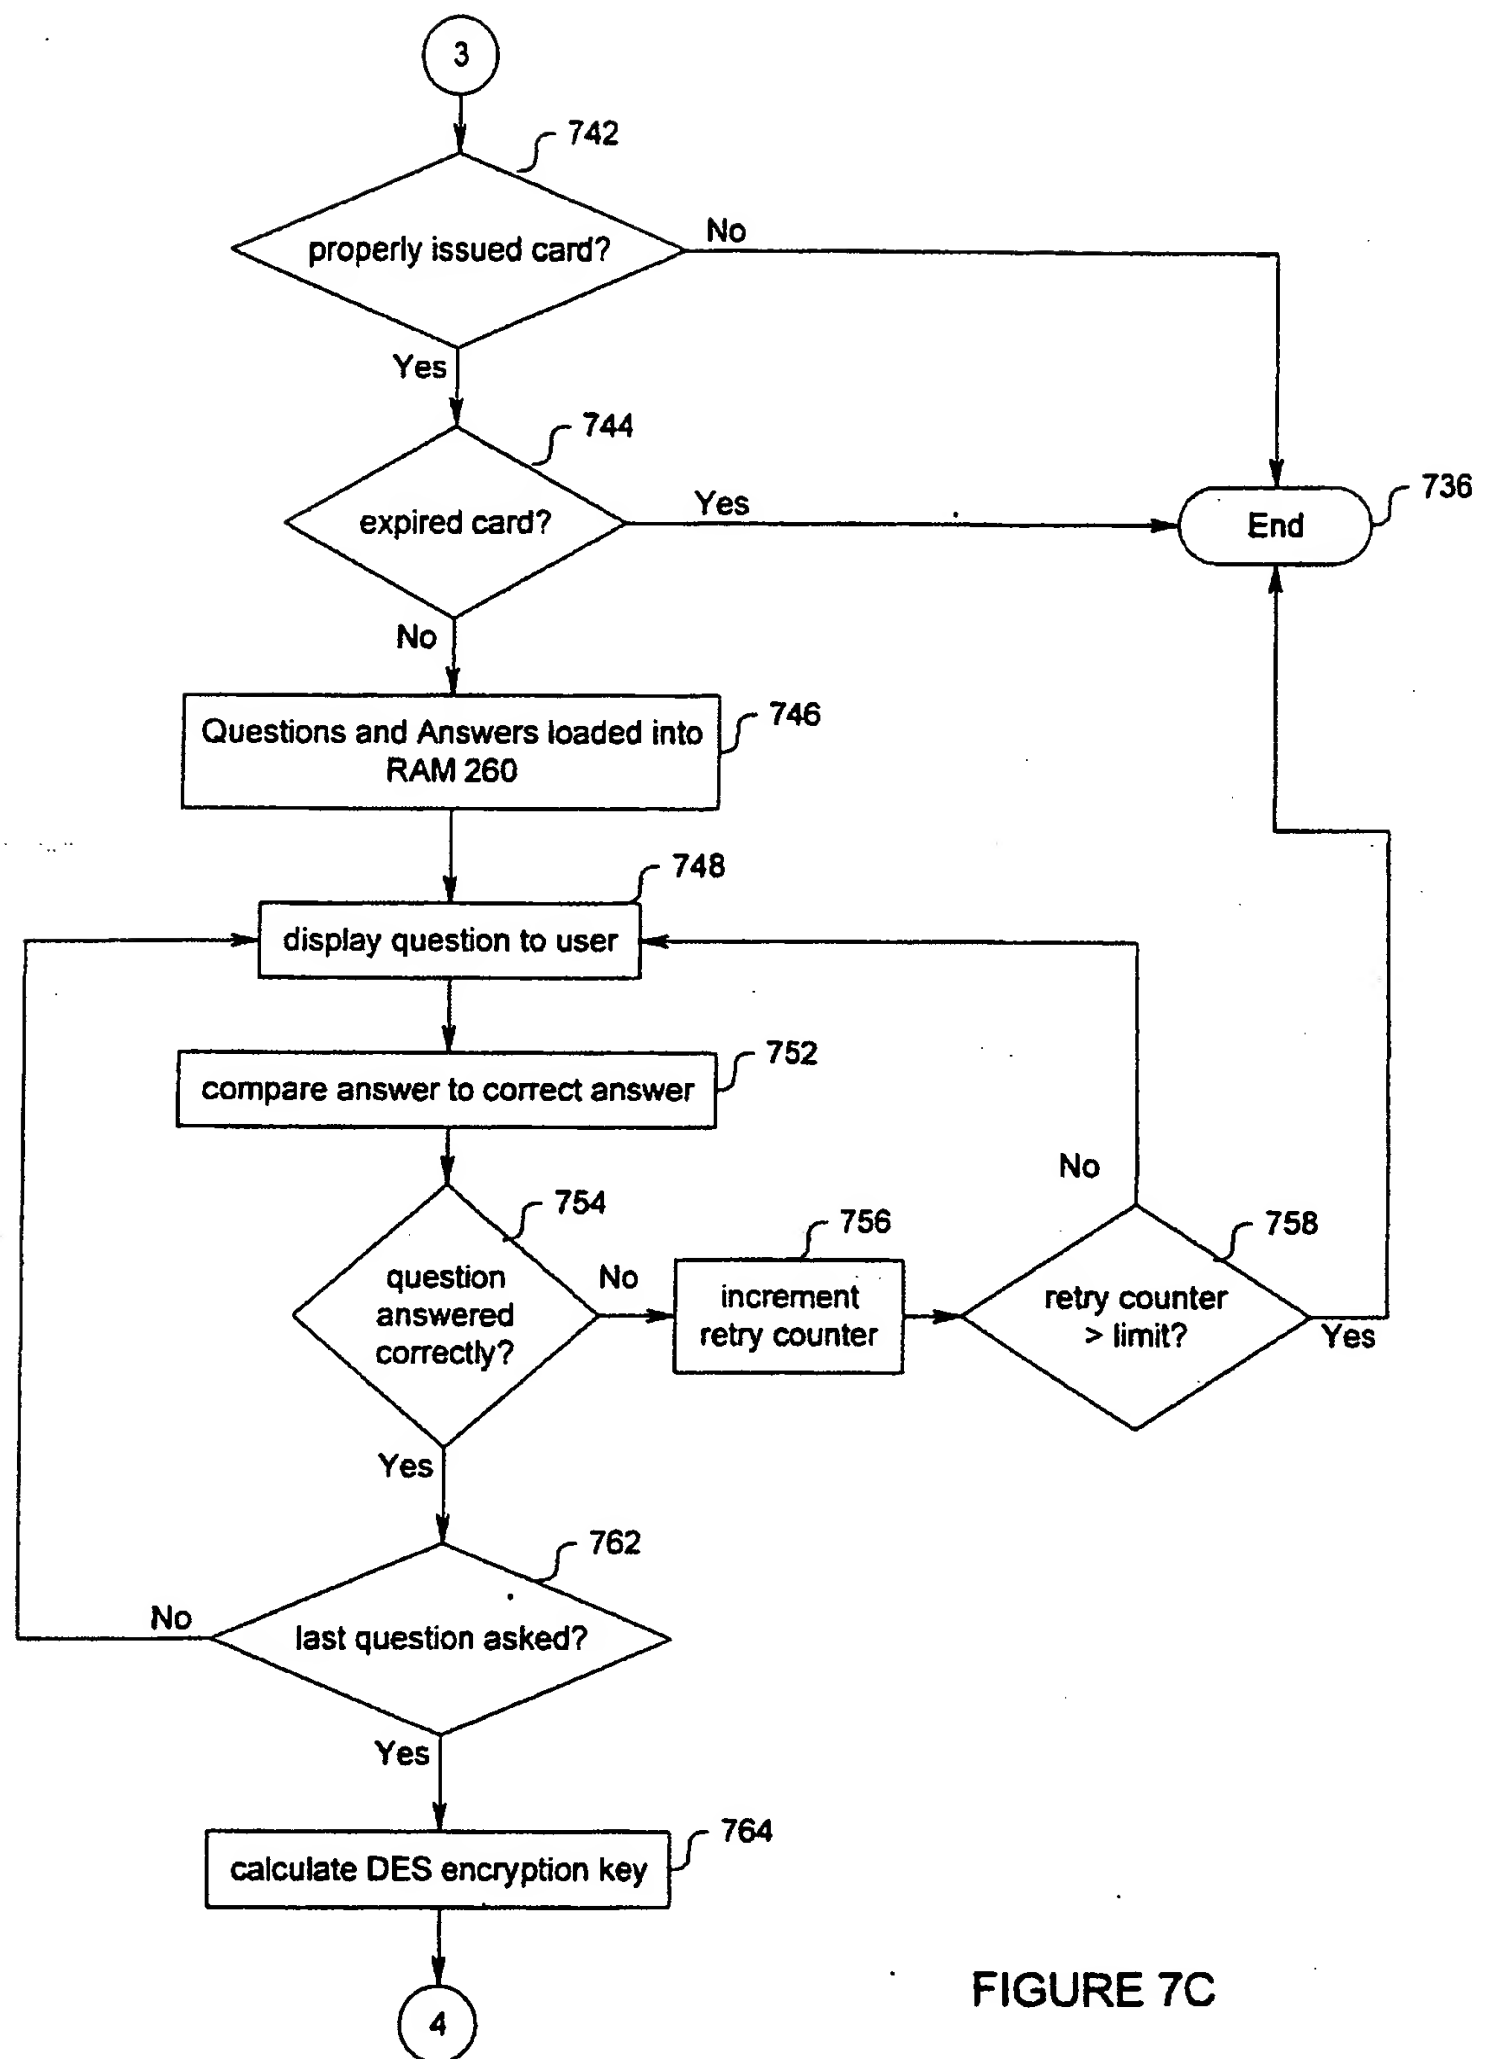 3
742
properly issued card?
No
Yes
744
expired card?
Yes
736
End
No
746
Questions and Answers loaded into
RAM 260
748
display question to user
752
compare answer to correct answer
No
754
question
answered
correctly?
No
756
increment
retry counter
758
retry counter
> limit?
Yes
Yes
762
last question asked?
No
Yes
764
calculate DES encryption key
4
FIGURE 7C